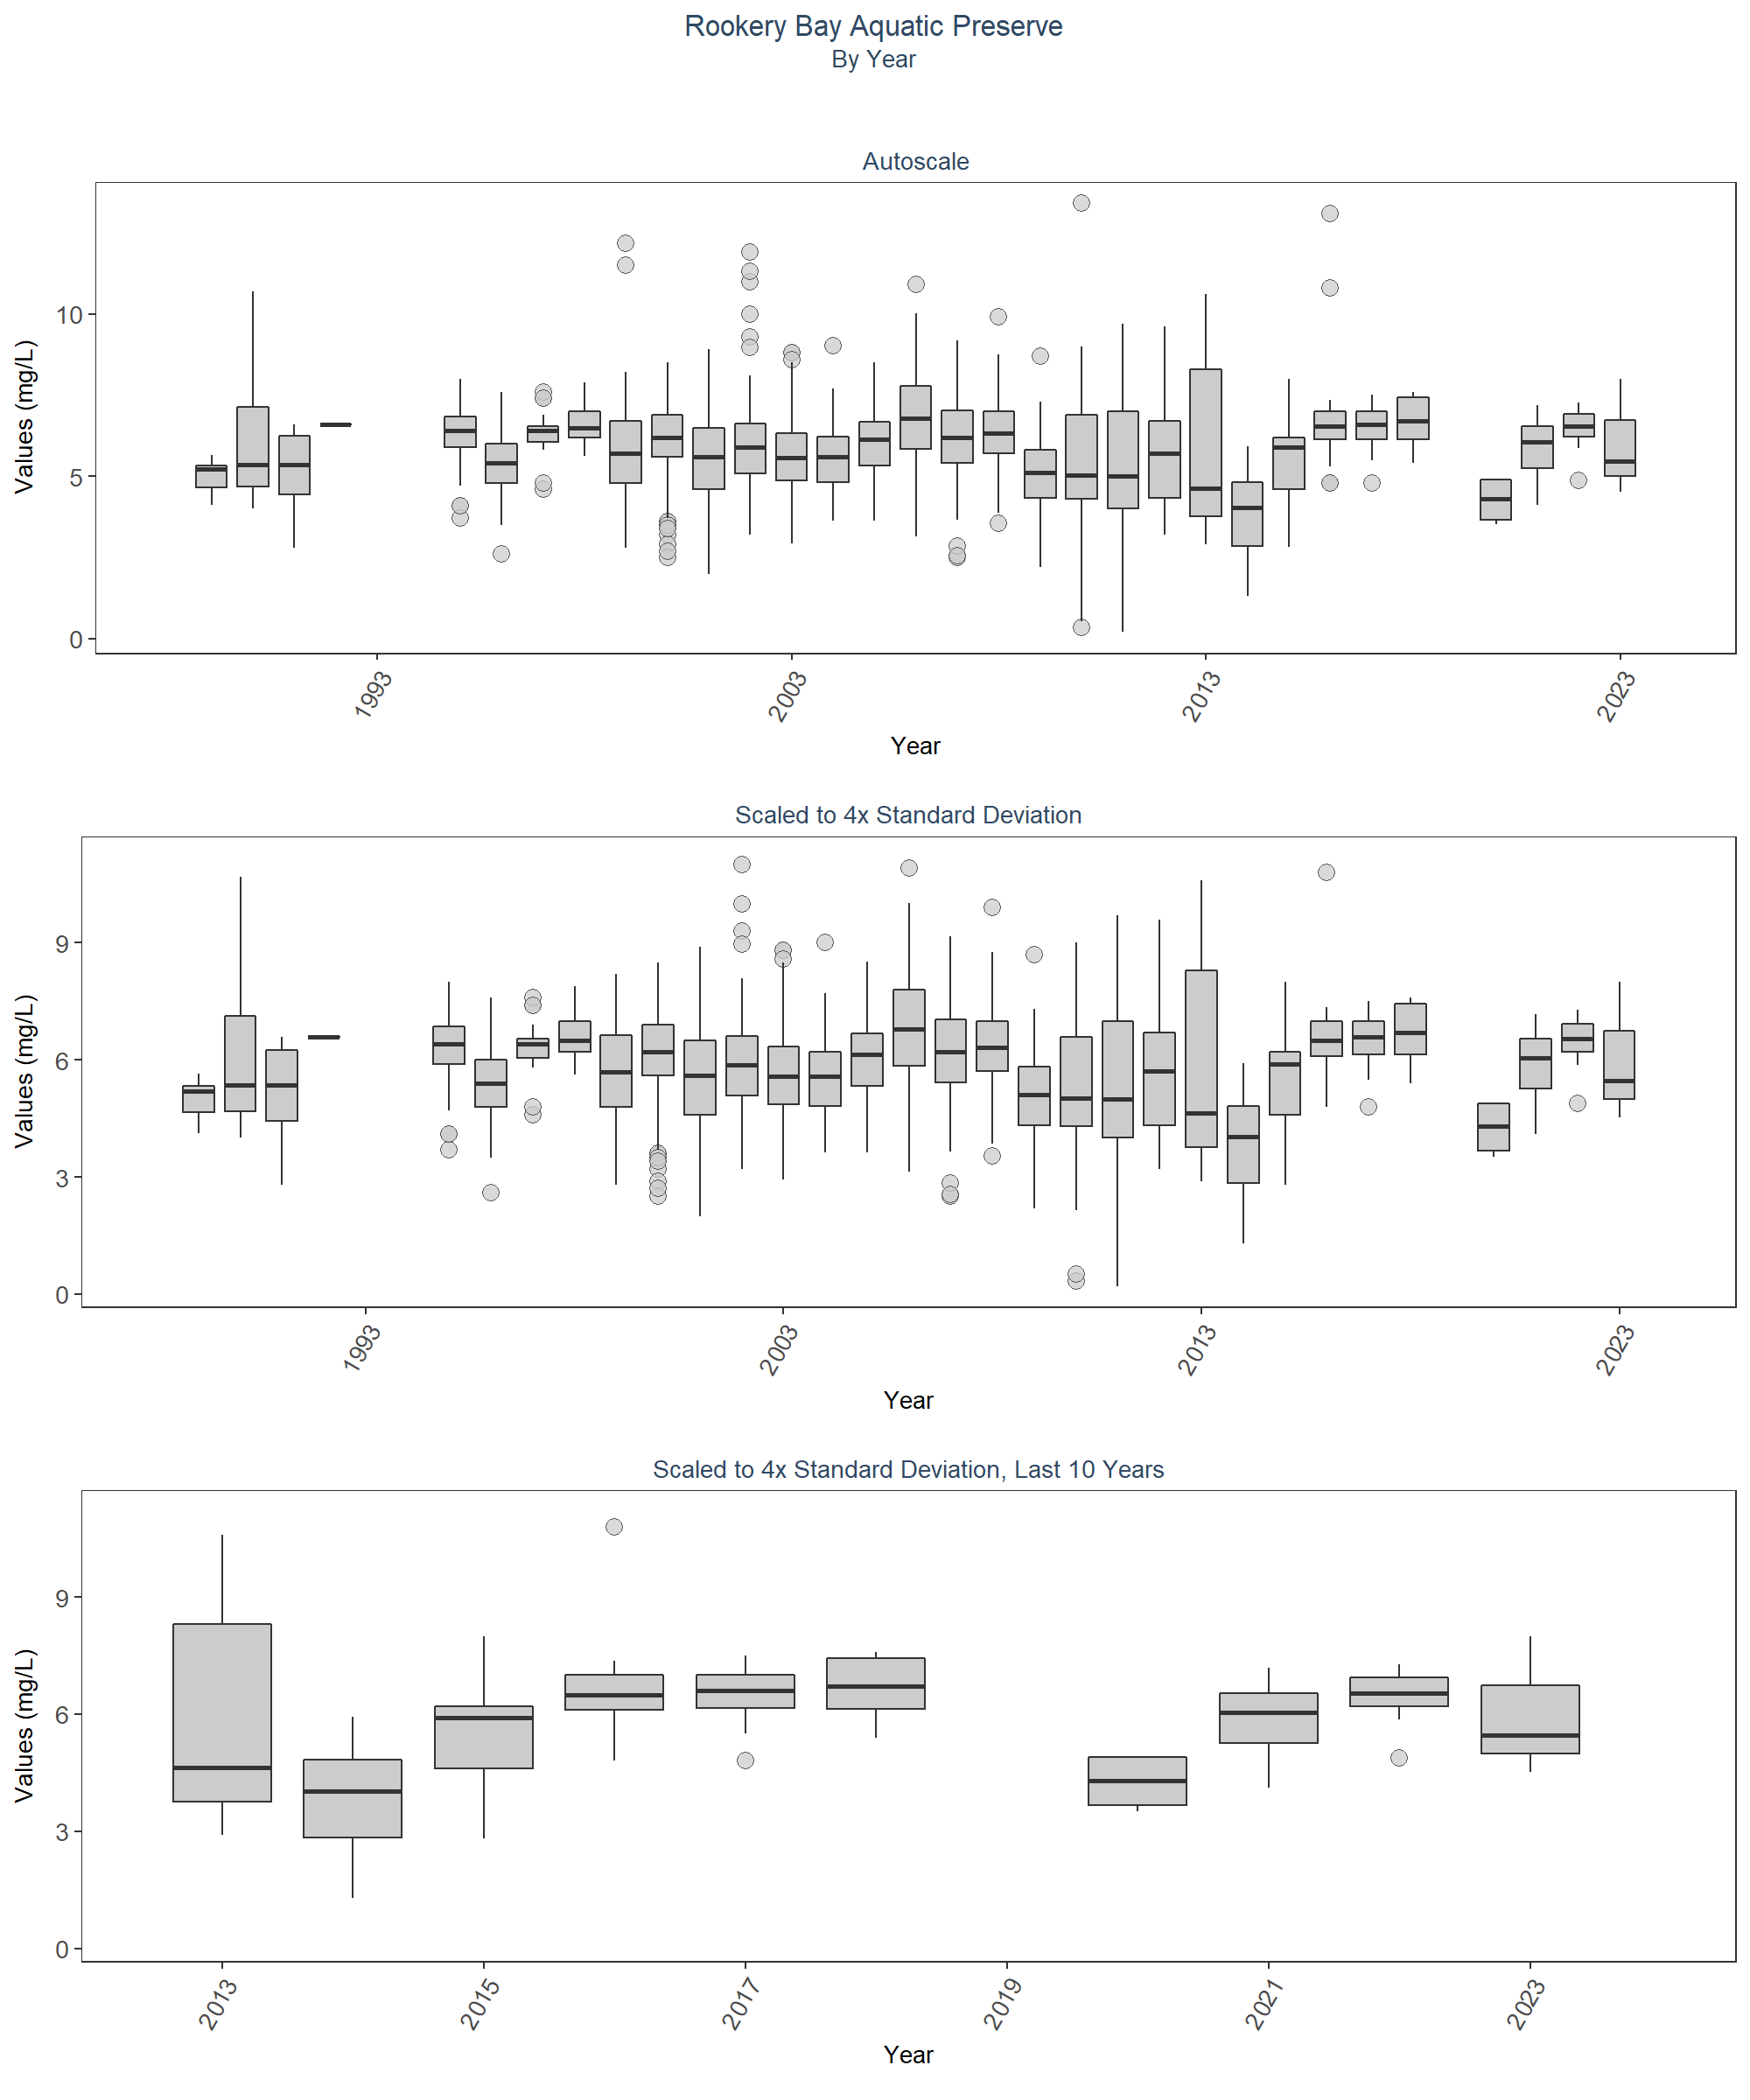 Rookery Bay Aquatic Preserve
By Year
Autoscale
Values (mg/L)
10
5
0
1993
2003
2013
2023
Year
Scaled to 4x Standard Deviation
Values (mg/L)
9
6
3
0
1993
2003
2013
2023
Year
Scaled to 4x Standard Deviation, Last 10 Years
Values (mg/L)
9
6
3
0
2013
2015
2017
2019
2021
2023
Year